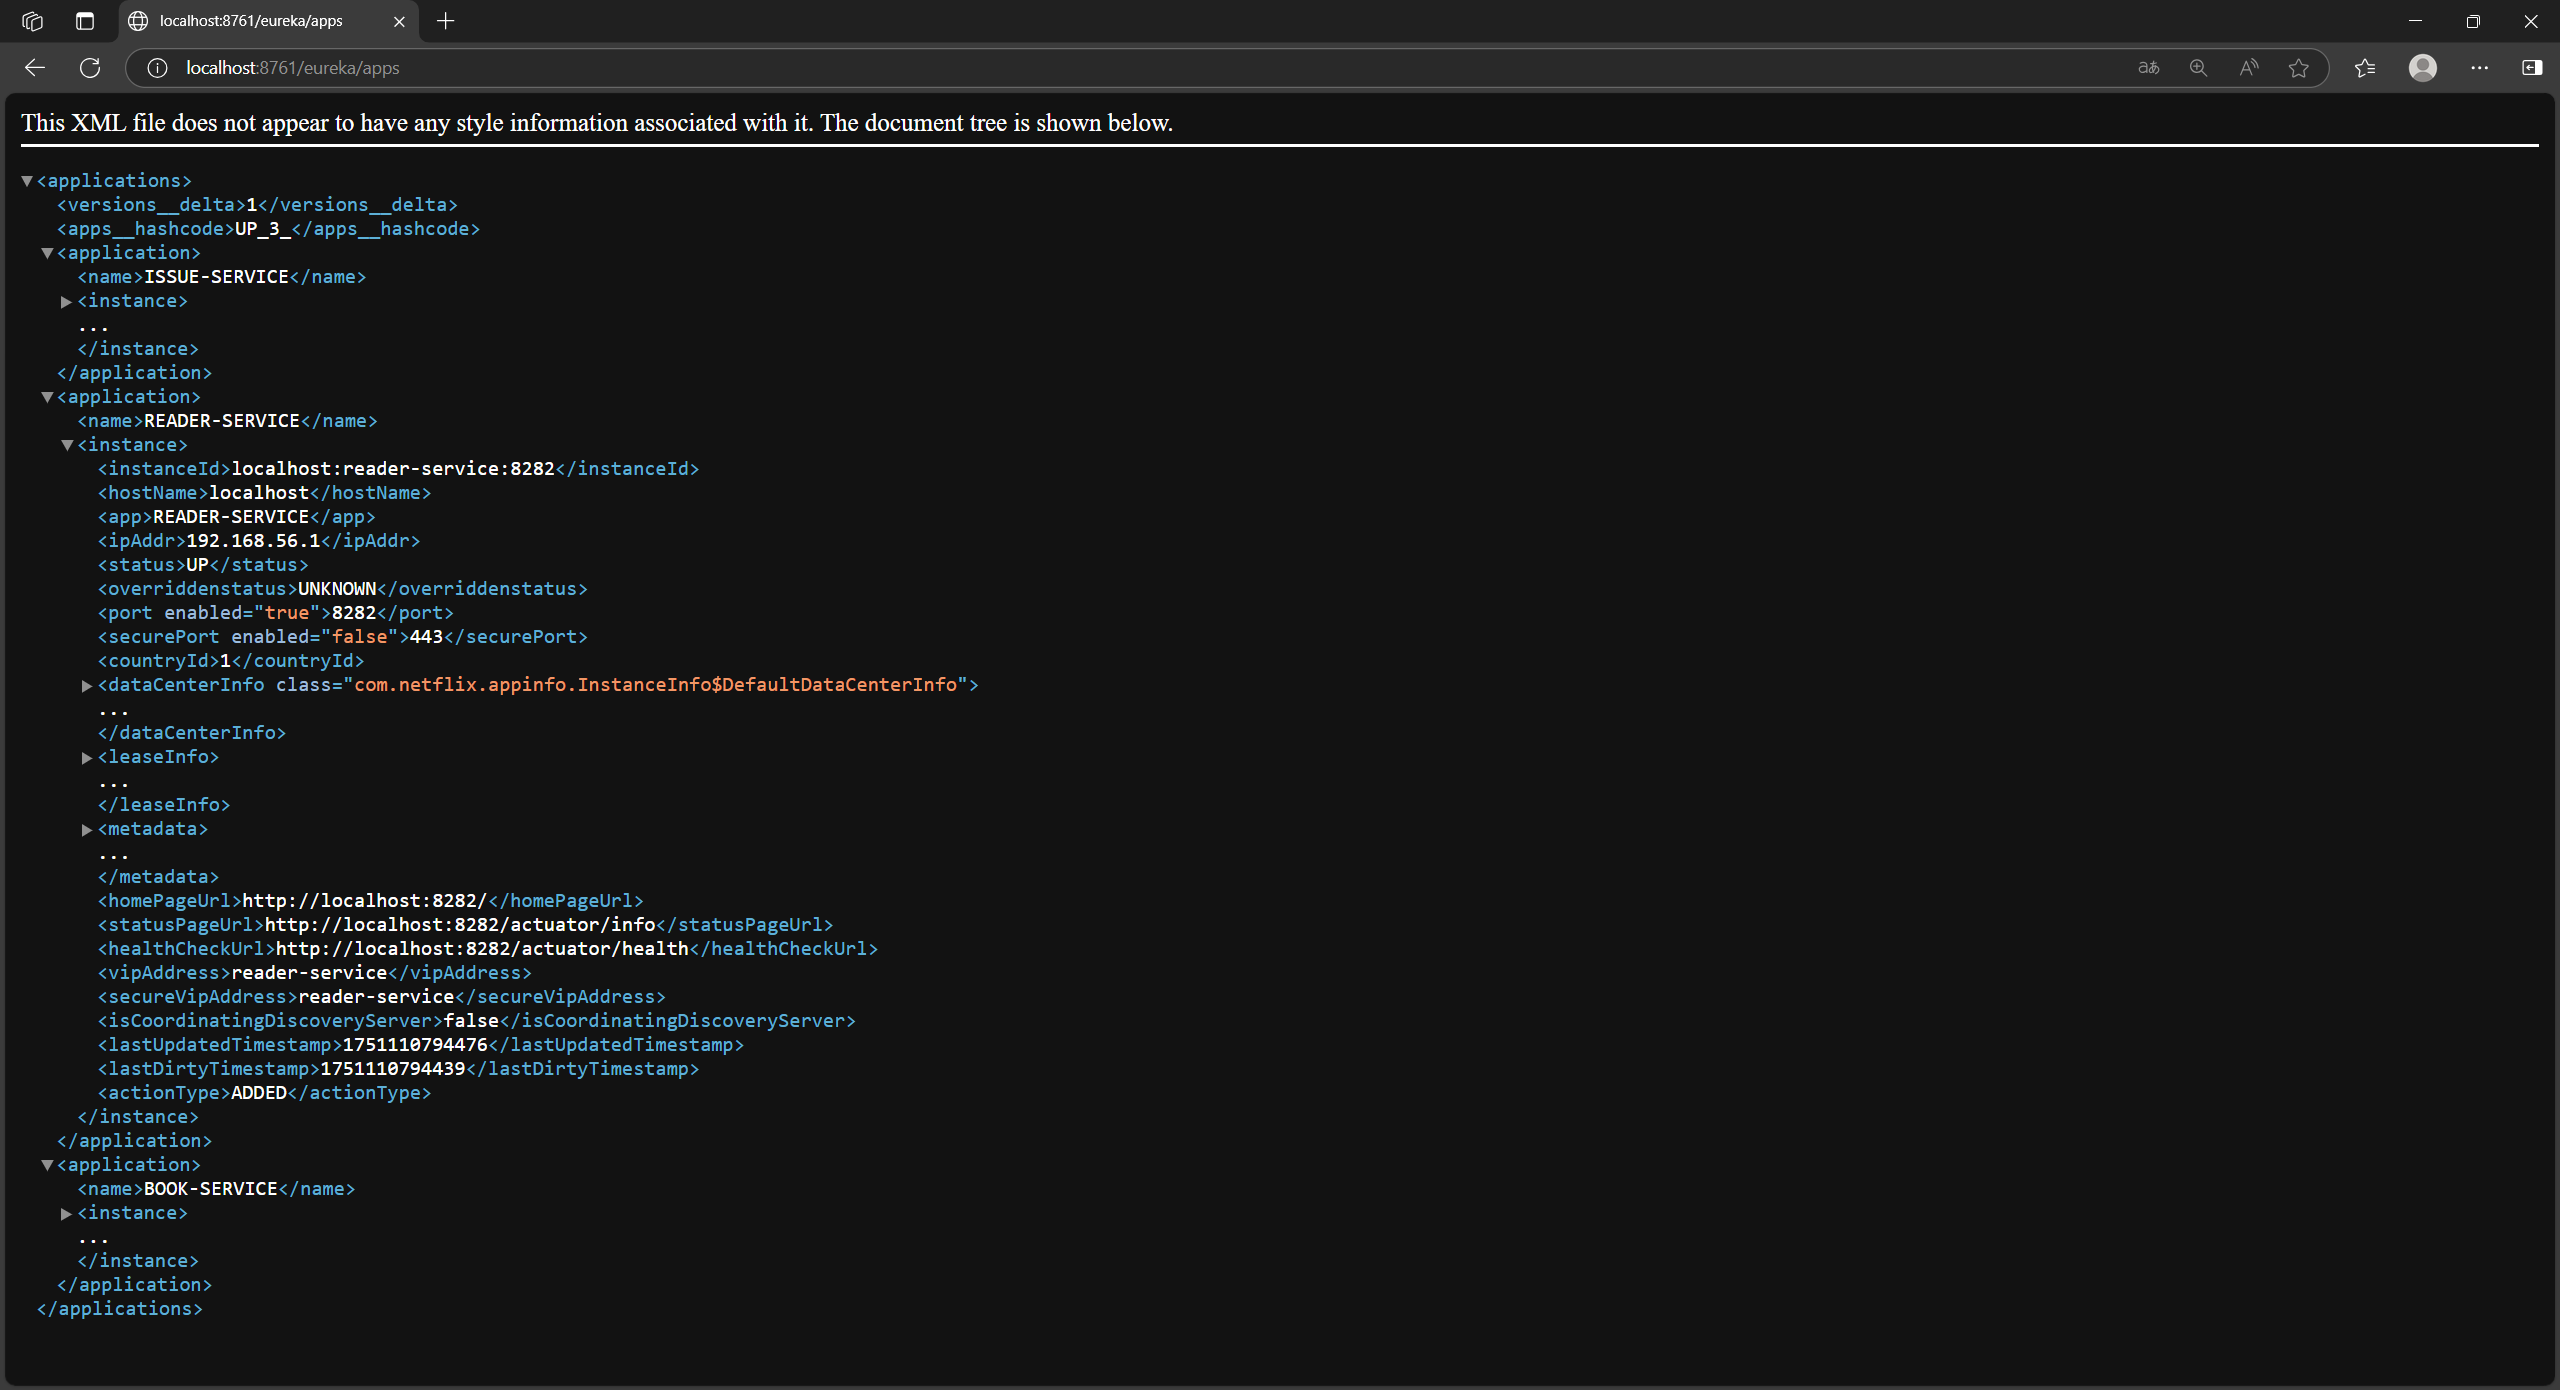 localhost:8761/eureka/apps
localhost:8761/eureka/apps
This XML file does not appear to have any style information associated with it. The document tree is shown below.
<applications>
<versions__delta>1</versions__delta>
<apps__hashcode>UP_3_</apps__hashcode>
<application>
<name>ISSUE-SERVICE</name>
<instance>
...
</instance>
</application>
<application>
<name>READER-SERVICE</name>
<instance>
<instanceId>localhost:reader-service:8282</instanceId>
<hostName>localhost</hostName>
<app>READER-SERVICE</app>
<ipAddr>192.168.56.1</ipAddr>
<status>UP</status>
<overriddenstatus>UNKNOWN</overriddenstatus>
<port enabled="true">8282</port>
<securePort enabled="false">443</securePort>
<countryId>1</countryId>
<dataCenterInfo class="com.netflix.appinfo.InstanceInfo$DefaultDataCenterInfo">
...
</dataCenterInfo>
<leaseInfo>
...
</leaseInfo>
<metadata>
...
</metadata>
<homePageUrl>http://localhost:8282/</homePageUrl>
<statusPageUrl>http://localhost:8282/actuator/info</statusPageUrl>
<healthCheckUrl>http://localhost:8282/actuator/health</healthCheckUrl>
<vipAddress>reader-service</vipAddress>
<secureVipAddress>reader-service</secureVipAddress>
<isCoordinatingDiscoveryServer>false</isCoordinatingDiscoveryServer>
<lastUpdatedTimestamp>1751110794476</lastUpdatedTimestamp>
<lastDirtyTimestamp>1751110794439</lastDirtyTimestamp>
<actionType>ADDED</actionType>
</instance>
</application>
<application>
<name>BOOK-SERVICE</name>
<instance>
...
</instance>
</application>
</applications>